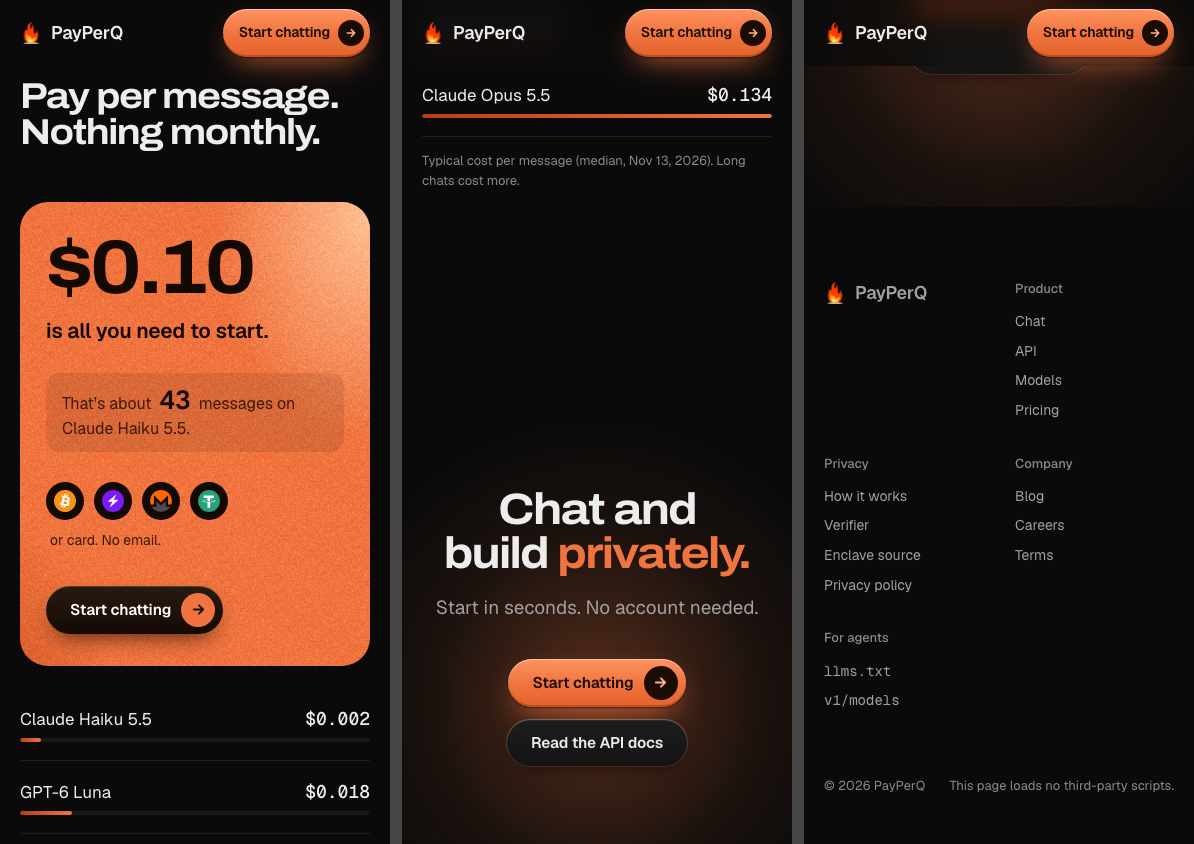 PayPerQ
Start chatting
Pay per message.
Nothing monthly.
$0.10
is all you need to start.
That's about 43 messages on
Claude Haiku 5.5.
or card. No email.
Start chatting
Claude Haiku 5.5 $0.002
GPT-6 Luna $0.018
PayPerQ
Start chatting
Claude Opus 5.5 $0.134
Typical cost per message (median, Nov 13, 2026). Long
chats cost more.
Chat and
build privately.
Start in seconds. No account needed.
Start chatting
Read the API docs
PayPerQ
Start chatting
PayPerQ
Product
Chat
API
Models
Pricing
Privacy
How it works
Verifier
Enclave source
Privacy policy
Company
Blog
Careers
Terms
For agents
llms.txt
v1/models
© 2026 PayPerQ
This page loads no third-party scripts.